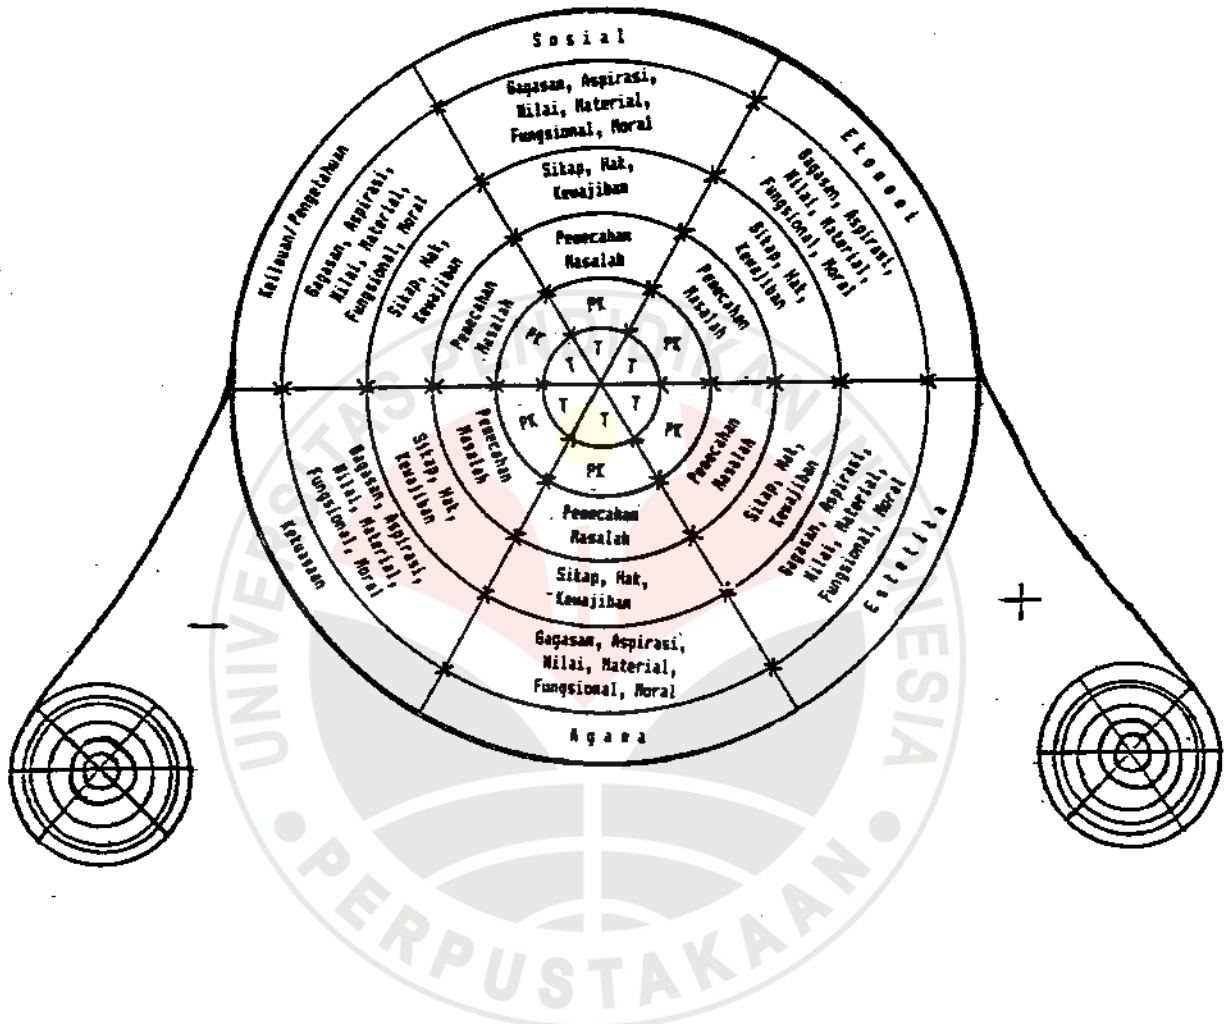 Sosial
Gagasan, Aspirasi,
Nilai, Material,
Fungsional, Moral
Sikap, Hak,
Kewajiban
Pemecahan
Masalah
PK
T
Ekonomi
Gagasan, Aspirasi,
Nilai, Material,
Fungsional, Moral
Sikap, Hak,
Kewajiban
Pemecahan
Masalah
PK
T
Estetita
Gagasan, Aspirasi,
Nilai, Material,
Fungsional, Moral
Sikap, Hak,
Kewajiban
Pemecahan
Masalah
PK
T
Agama
Gagasan, Aspirasi,
Nilai, Material,
Fungsional, Moral
Sikap, Hak,
Kewajiban
Pemecahan
Masalah
PK
T
Kekuasaan
Gagasan, Aspirasi,
Nilai, Material,
Fungsional, Moral
Sikap, Hak,
Kewajiban
Pemecahan
Masalah
PK
T
Keilmuan/Pengetahuan
Gagasan, Aspirasi,
Nilai, Material,
Fungsional, Moral
Sikap, Hak,
Kewajiban
Pemecahan
Masalah
PK
T
−
+
UNIVERSITAS PENDIDIKAN INDONESIA
PERPUSTAKAAN